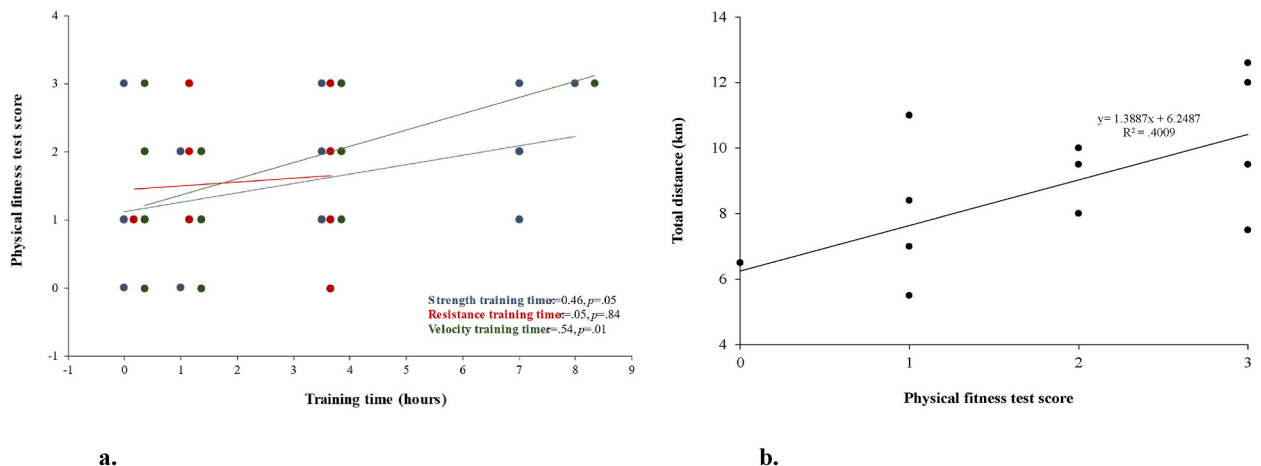 4
3
2
1
0
-1
Physical fitness test score
Strength training time:r=0.46, p=.05
Resistance training time:r=.05, p=.84
Velocity training time:r=.54, p=.01
-1 0 1 2 3 4 5 6 7 8 9
Training time (hours)
a.
14
12
10
8
6
4
Total distance (km)
y= 1.3887x + 6.2487
R² = .4009
0 1 2 3
Physical fitness test score
b.